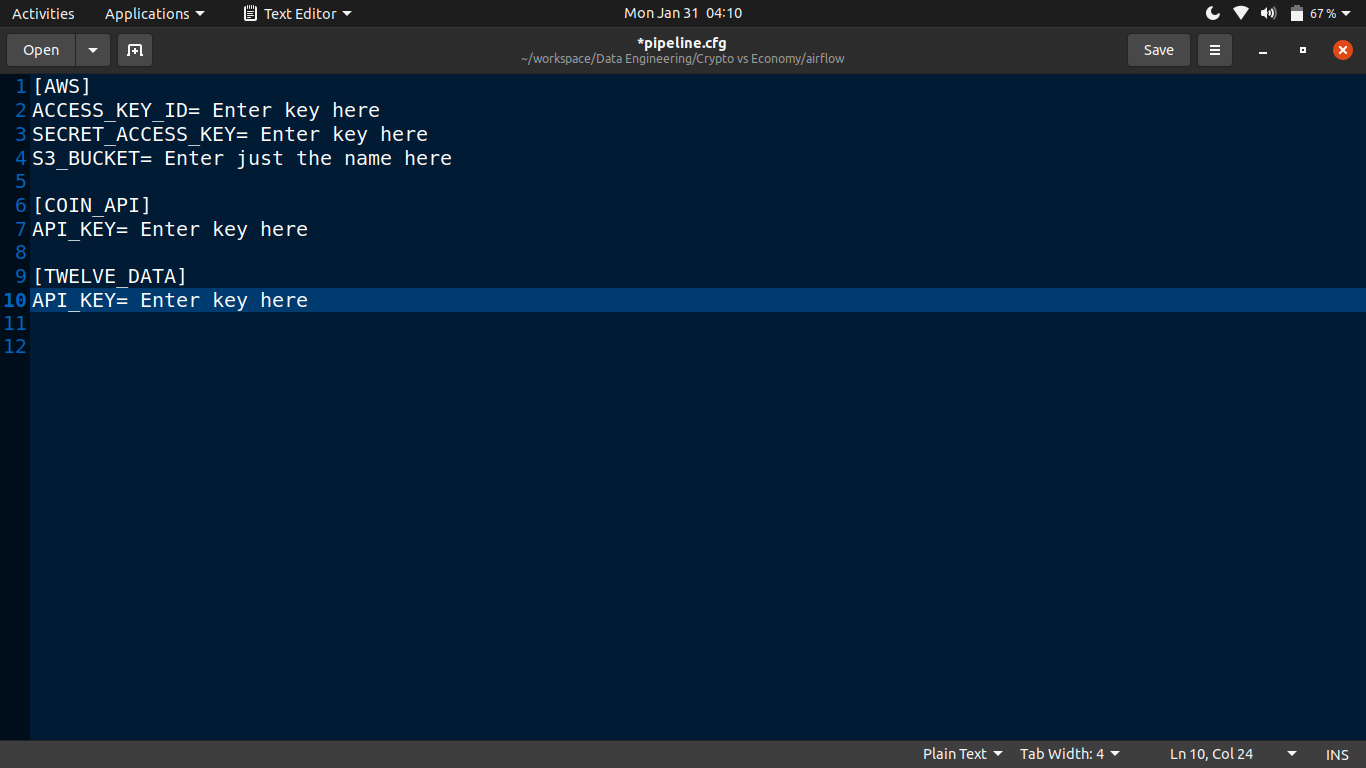 Activities Applications Text Editor Mon Jan 31 04:10 67%
Open *pipeline.cfg Save
~/workspace/Data Engineering/Crypto vs Economy/airflow
1 [AWS]
2 ACCESS_KEY_ID= Enter key here
3 SECRET_ACCESS_KEY= Enter key here
4 S3_BUCKET= Enter just the name here
5
6 [COIN_API]
7 API_KEY= Enter key here
8
9 [TWELVE_DATA]
10 API_KEY= Enter key here
11
12
Plain Text Tab Width: 4 Ln 10, Col 24 INS